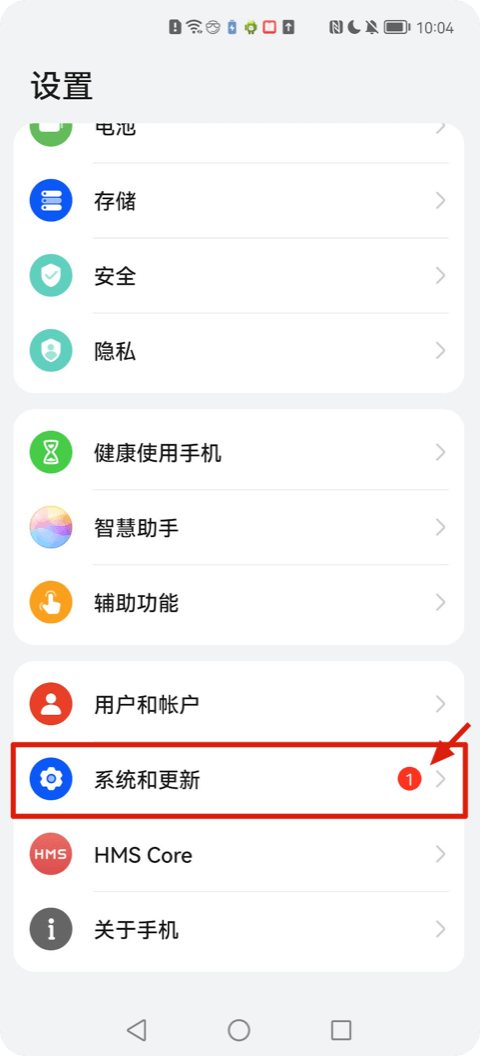 10:04
设置
电池
存储
安全
隐私
健康使用手机
智慧助手
辅助功能
用户和帐户
系统和更新
1
HMS
HMS Core
关于手机